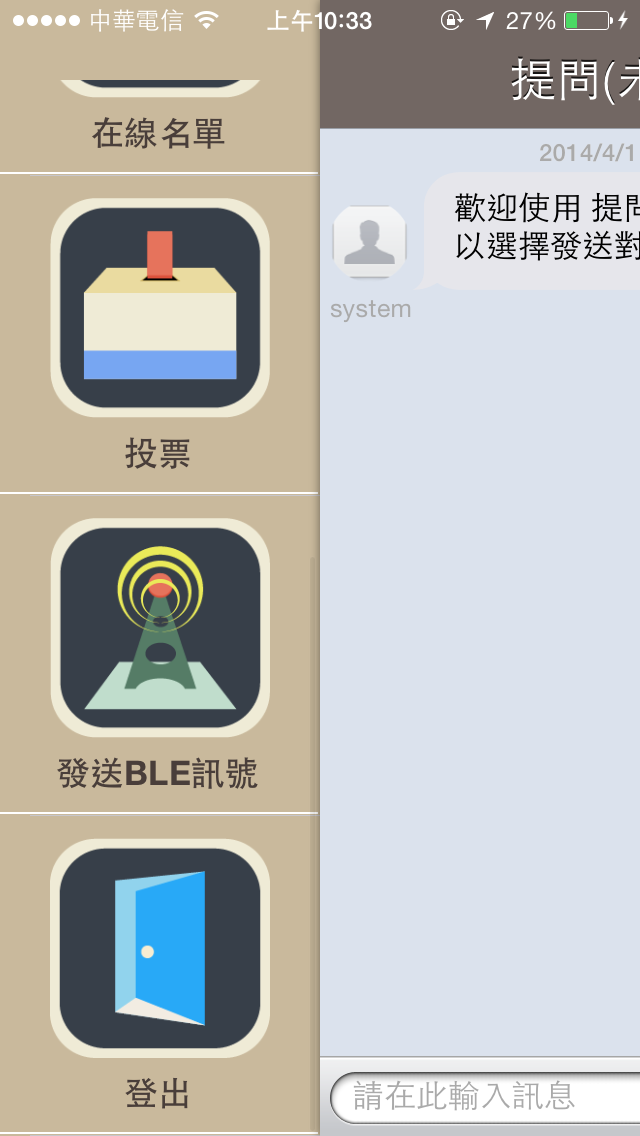 中華電信 上午10:33 27%
在線名單
投票
發送BLE訊號
登出
提問(
2014/4/1
歡迎使用 提
以選擇發送對
system
請在此輸入訊息